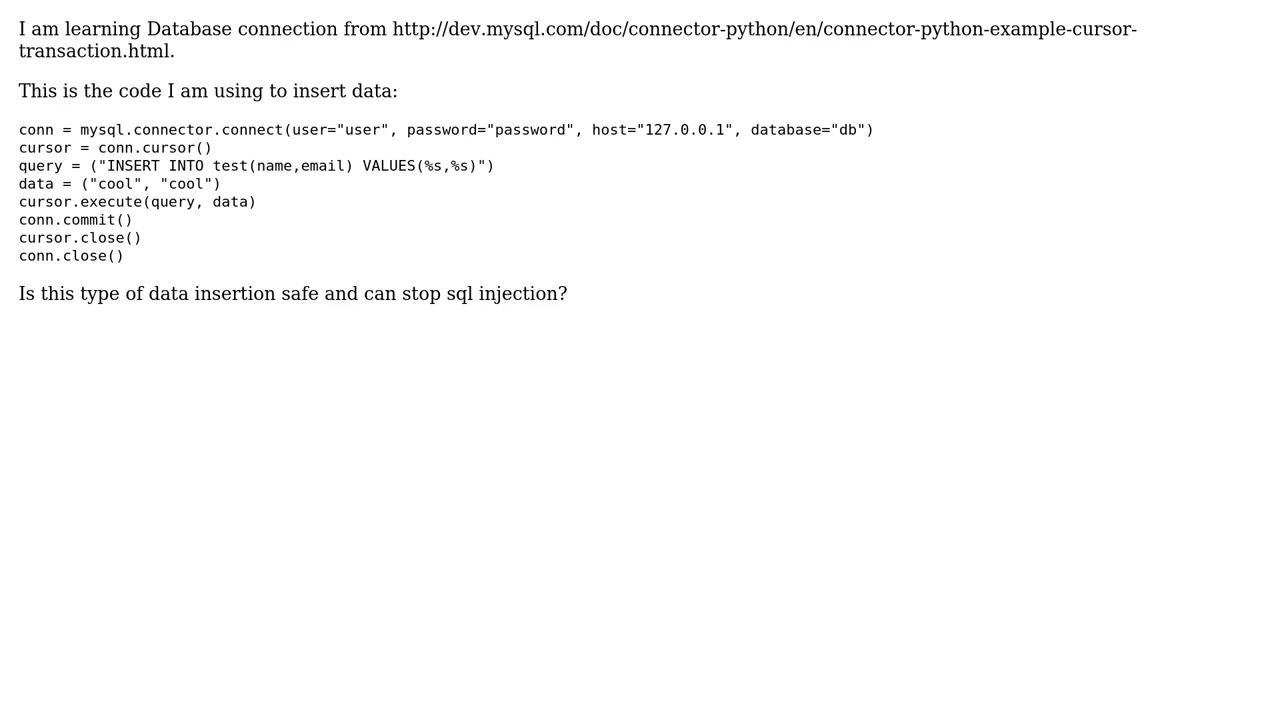 I am learning Database connection from http://dev.mysql.com/doc/connector-python/en/connector-python-example-cursor-
transaction.html.
This is the code I am using to insert data:
conn = mysql.connector.connect(user="user", password="password", host="127.0.0.1", database="db")
cursor = conn.cursor()
query = ("INSERT INTO test(name,email) VALUES(%s,%s)")
data = ("cool", "cool")
cursor.execute(query, data)
conn.commit()
cursor.close()
conn.close()
Is this type of data insertion safe and can stop sql injection?